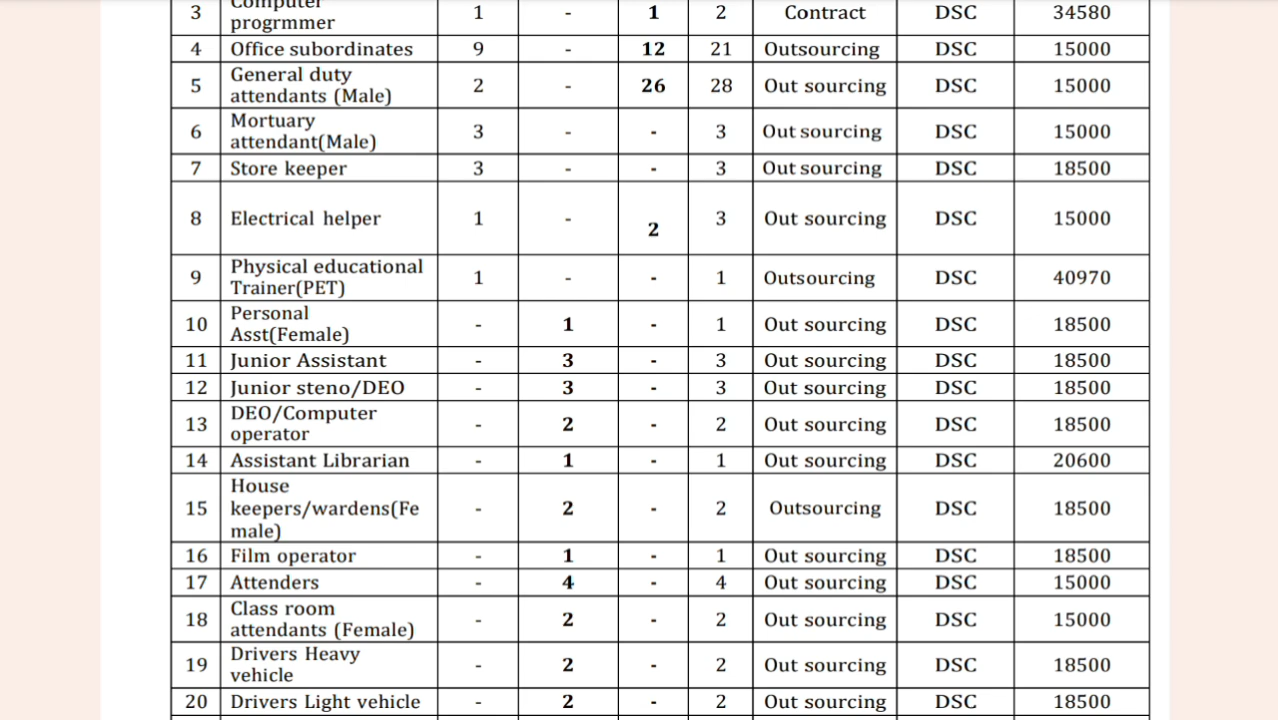 3 Computer progrmmer 1 - 1 2 Contract DSC 34580
4 Office subordinates 9 - 12 21 Outsourcing DSC 15000
5 General duty attendants (Male) 2 - 26 28 Out sourcing DSC 15000
6 Mortuary attendant(Male) 3 - - 3 Out sourcing DSC 15000
7 Store keeper 3 - - 3 Out sourcing DSC 18500
8 Electrical helper 1 - 2 3 Out sourcing DSC 15000
9 Physical educational Trainer(PET) 1 - - 1 Outsourcing DSC 40970
10 Personal Asst(Female) - 1 - 1 Out sourcing DSC 18500
11 Junior Assistant - 3 - 3 Out sourcing DSC 18500
12 Junior steno/DEO - 3 - 3 Out sourcing DSC 18500
13 DEO/Computer operator - 2 - 2 Out sourcing DSC 18500
14 Assistant Librarian - 1 - 1 Out sourcing DSC 20600
15 House keepers/wardens(Female) - 2 - 2 Outsourcing DSC 18500
16 Film operator - 1 - 1 Out sourcing DSC 18500
17 Attenders - 4 - 4 Out sourcing DSC 15000
18 Class room attendants (Female) - 2 - 2 Out sourcing DSC 15000
19 Drivers Heavy vehicle - 2 - 2 Out sourcing DSC 18500
20 Drivers Light vehicle - 2 - 2 Out sourcing DSC 18500